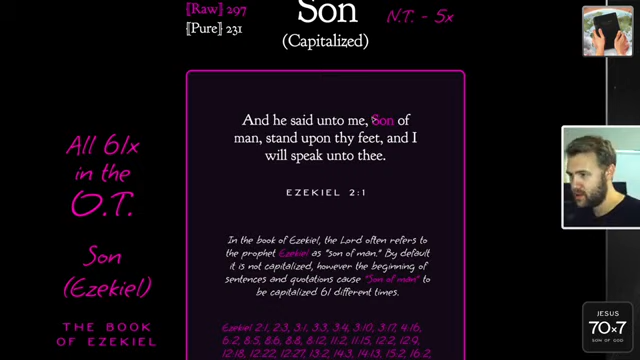 [Raw] 297
[Pure] 231
Son
(Capitalized)
N.T. - 5x
And he said unto me, Son of
man, stand upon thy feet, and I
will speak unto thee.
EZEKIEL 2:1
All 61x
in the
O.T.
Son
(Ezekiel)
THE BOOK
OF EZEKIEL
In the book of Ezekiel, the Lord often refers to
the prophet Ezekiel as "son of man." By default
it is not capitalized, however the beginning of
sentences and quotations cause "Son of man" to
be capitalized 61 different times.
Ezekiel 2:1, 2:3, 3:1, 3:3, 3:4, 3:10, 3:17, 4:16,
6:2, 8:5, 8:6, 8:8, 8:12, 11:2, 11:15, 12:2, 12:9,
12:18, 12:22, 12:27, 13:2, 14:3, 14:13, 15:2, 16:2,
JESUS
70x7
SON OF GOD